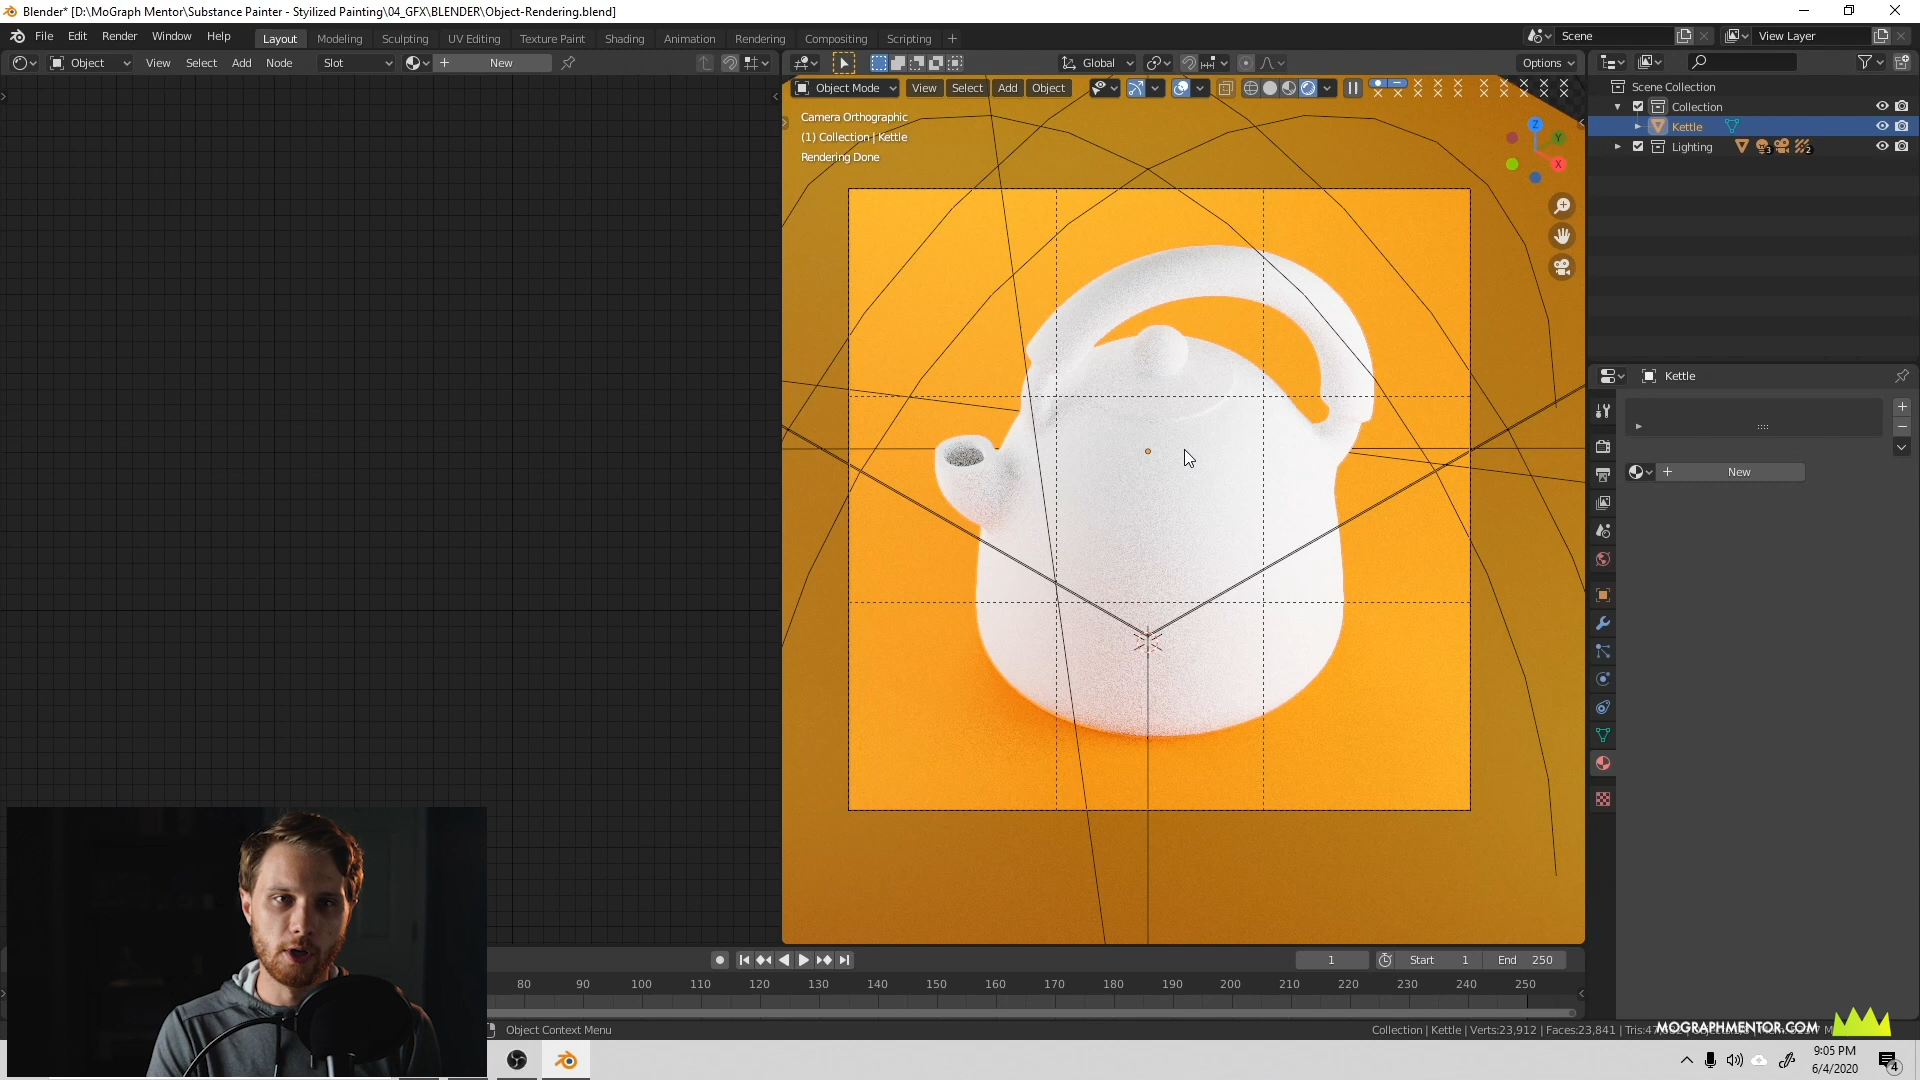 Blender* [D:\MoGraph Mentor\Substance Painter - Styilized Painting\04_GFX\BLENDER\Object-Rendering.blend]
File Edit Render Window Help Layout Modeling Sculpting UV Editing Texture Paint Shading Animation Rendering Compositing Scripting + Scene View Layer
Object View Select Add Node Slot New Global Options
Object Mode View Select Add Object
Scene Collection
Collection
Kettle
Lighting 3 2
Camera Orthographic
(1) Collection | Kettle
Rendering Done
Z
Y
X
Kettle
New
1 Start 1 End 250
80 90 100 110 120 130 140 150 160 170 180 190 200 210 220 230 240 250
Object Context Menu
Collection | Kettle | Verts:23,912 | Faces:23,841
MOGRAPHMENTOR.COM
9:05 PM
6/4/2020
4